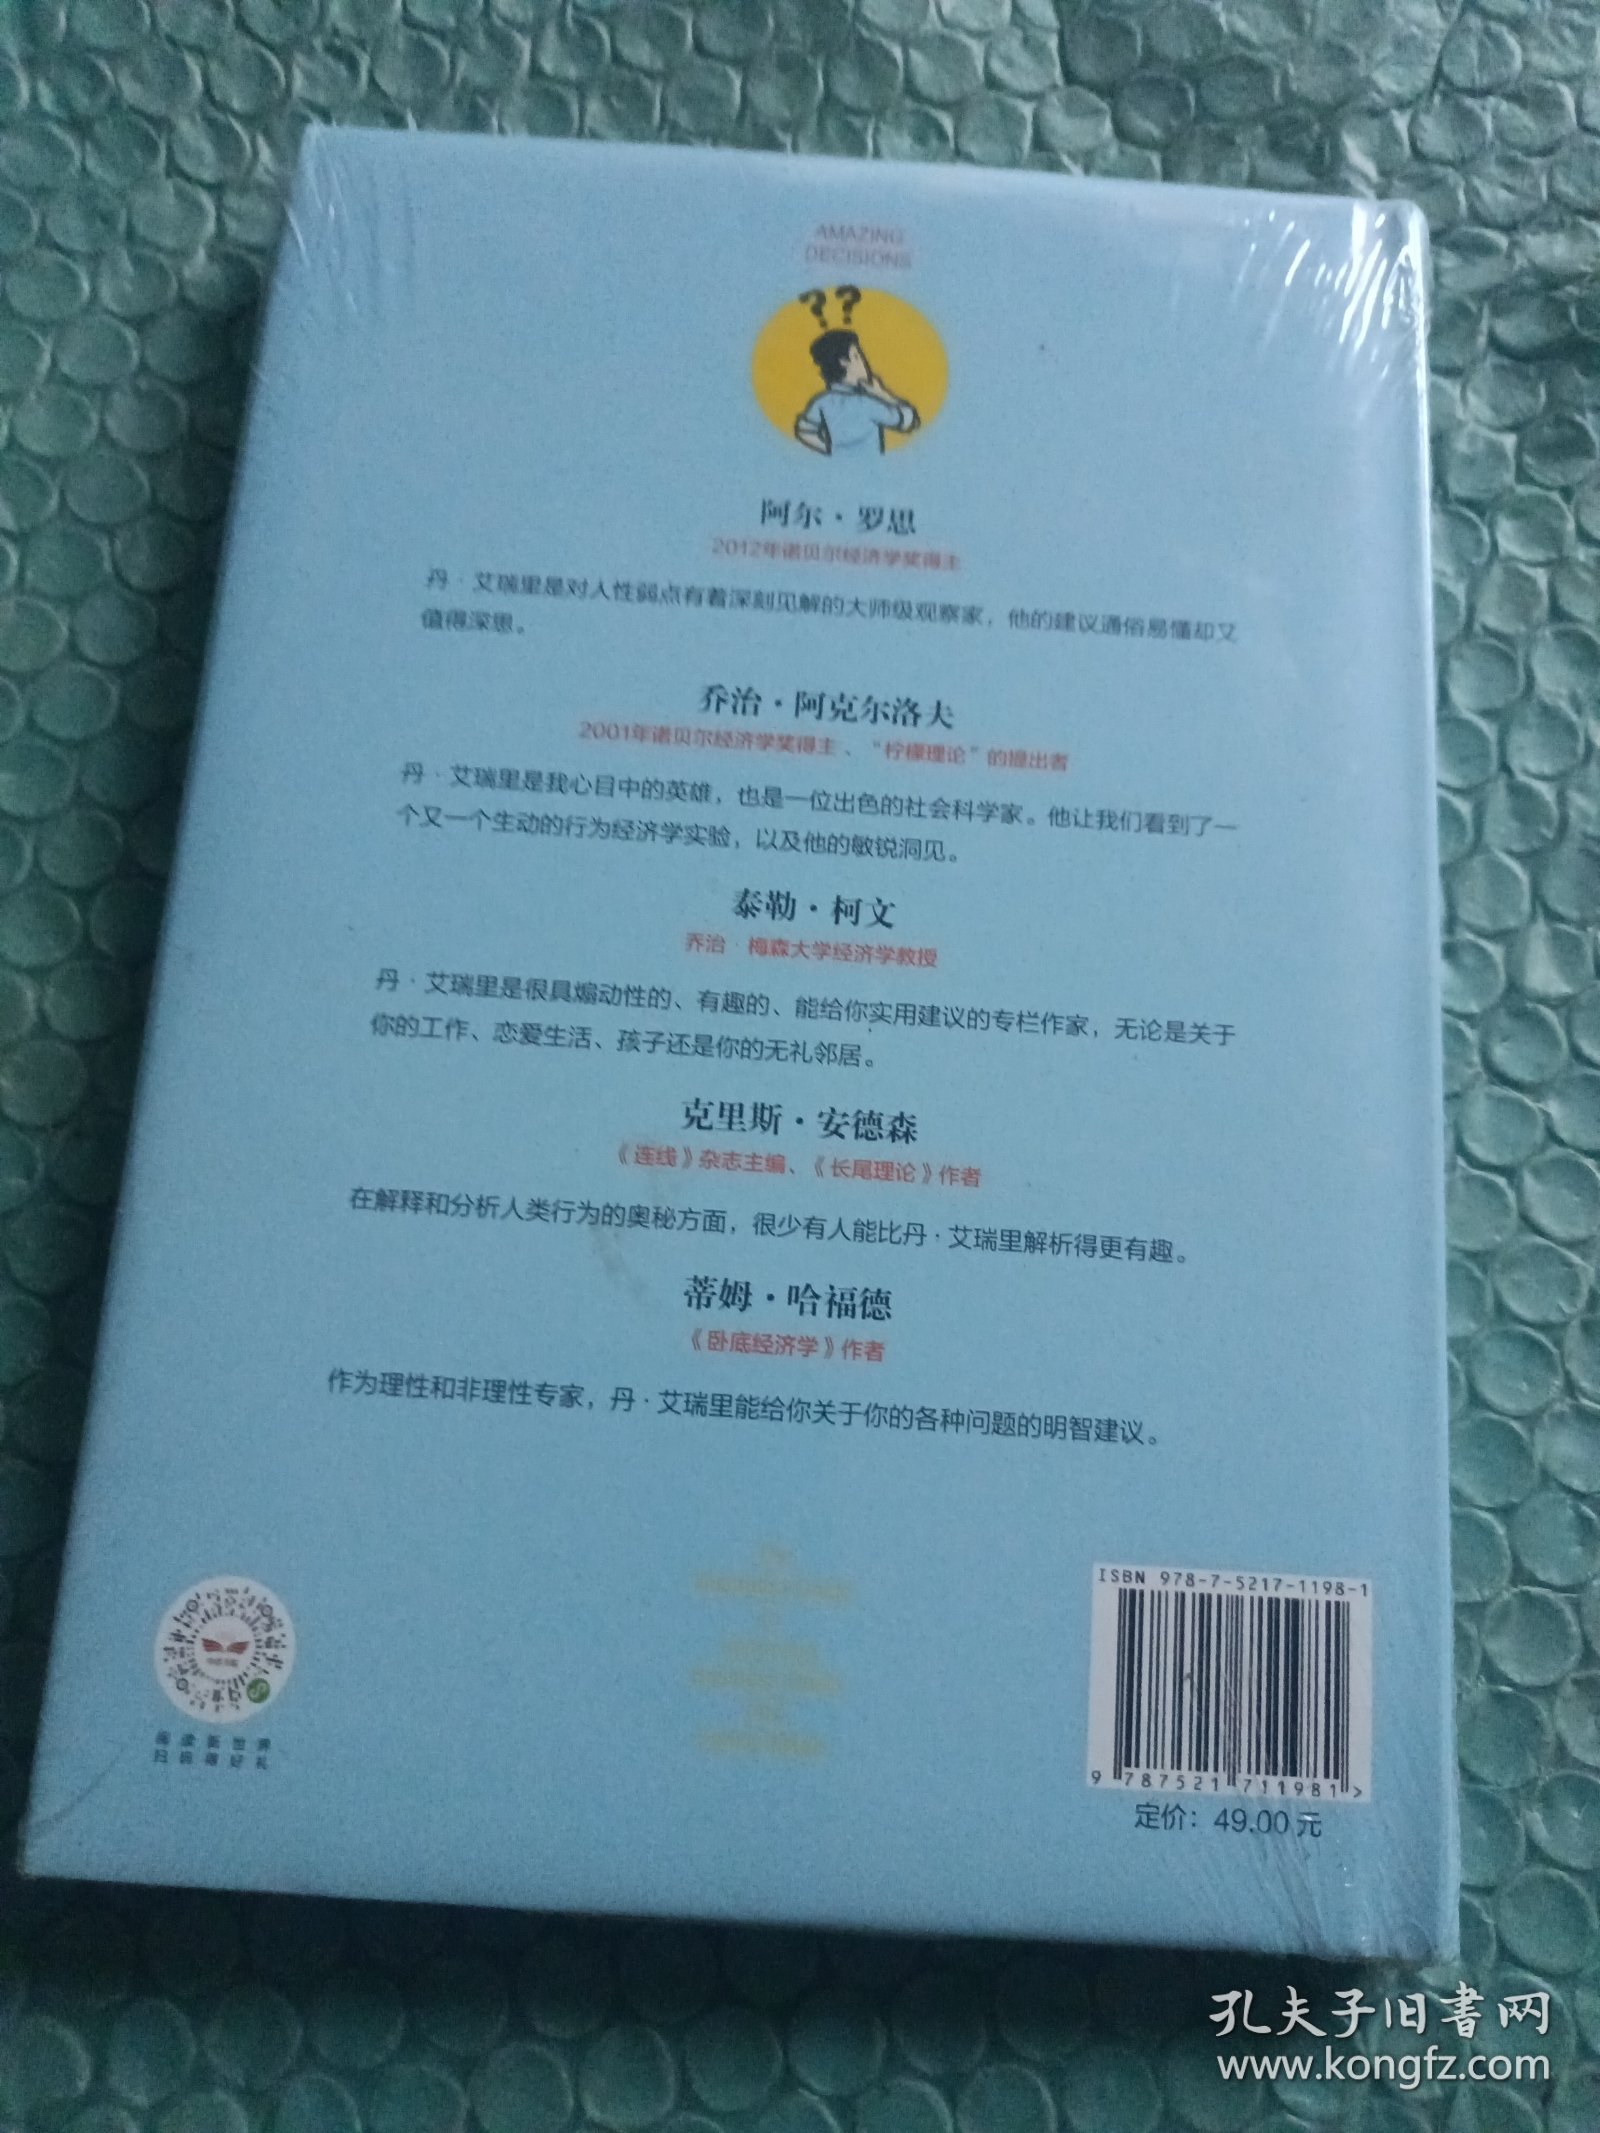 AMAZING
DECISIONS
??
阿尔·罗思
2012年诺贝尔经济学奖得主
丹·艾瑞里是对人性弱点有着深刻见解的大师级观察家，他的建议通俗易懂却又
值得深思。
乔治·阿克尔洛夫
2001年诺贝尔经济学奖得主、“柠檬理论”的提出者
丹·艾瑞里是我心目中的英雄，也是一位出色的社会科学家。他让我们看到了一
个又一个生动的行为经济学实验，以及他的敏锐洞见。
泰勒·柯文
乔治·梅森大学经济学教授
丹·艾瑞里是很具煽动性的、有趣的、能给你实用建议的专栏作家，无论是关于
你的工作、恋爱生活、孩子还是你的无礼邻居。
克里斯·安德森
《连线》杂志主编、《长尾理论》作者
在解释和分析人类行为的奥秘方面，很少有人能比丹·艾瑞里解析得更有趣。
蒂姆·哈福德
《卧底经济学》作者
作为理性和非理性专家，丹·艾瑞里能给你关于你的各种问题的明智建议。
阅读新世界
扫码得好礼
ISBN 978-7-5217-1198-1
9 787521 711981 >
定价：49.00元
孔夫子旧書网
www.kongfz.com